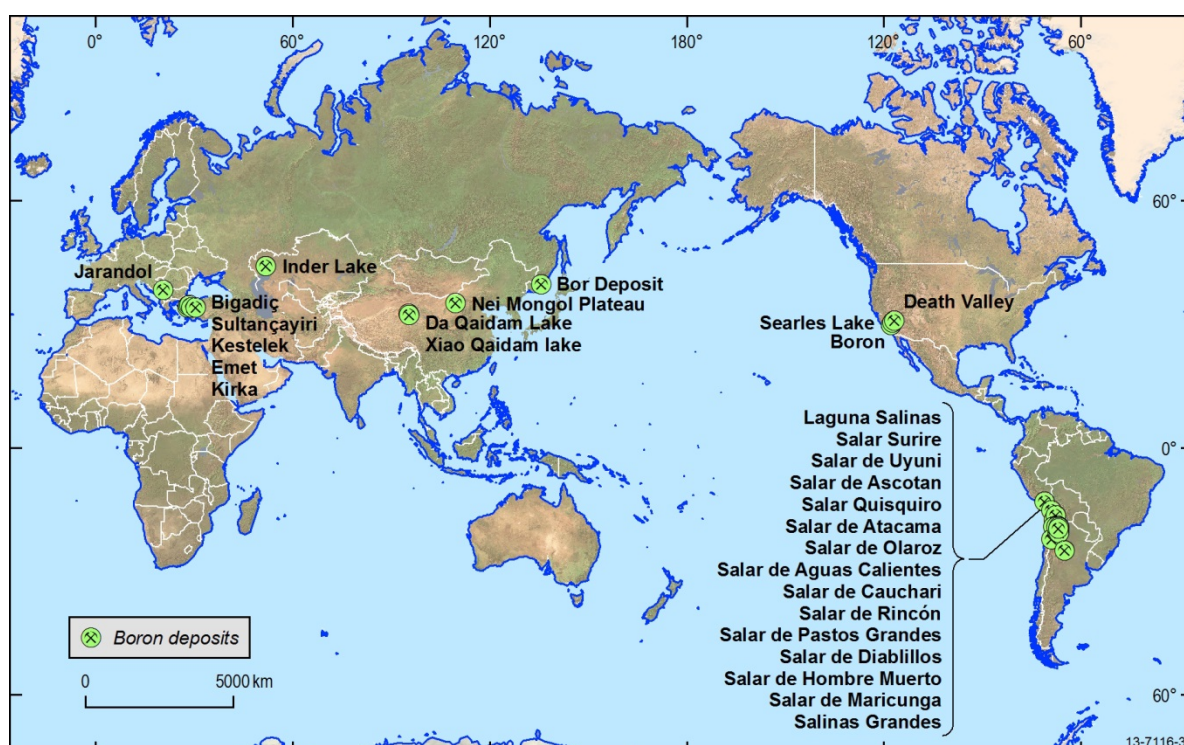 0°
60°
120°
180°
120°
60°
60°
Jarandol
Inder Lake
Bor Deposit
Nei Mongol Plateau
Da Qaidam Lake
Xiao Qaidam lake
Bigadiç
Sultançayiri
Kestelek
Emet
Kirka
Death Valley
Searles Lake
Boron
Laguna Salinas
Salar Surire
Salar de Uyuni
Salar de Ascotan
Salar Quisquiro
Salar de Atacama
Salar de Olaroz
Salar de Aguas Calientes
Salar de Cauchari
Salar de Rincón
Salar de Pastos Grandes
Salar de Diablillos
Salar de Hombre Muerto
Salar de Maricunga
Salinas Grandes
0°
Boron deposits
0 5000 km
60°
13-7116-3